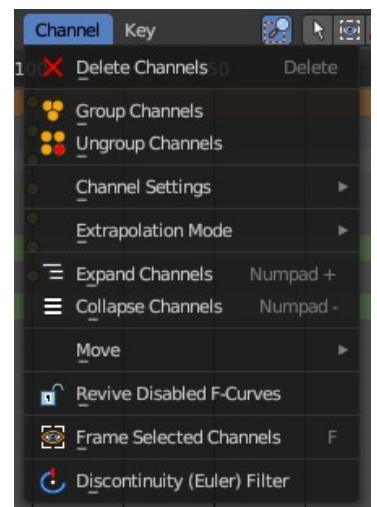 Channel Key
Delete Channels Delete
Group Channels
Ungroup Channels
Channel Settings
Extrapolation Mode
Expand Channels Numpad +
Collapse Channels Numpad -
Move
Revive Disabled F-Curves
Frame Selected Channels F
Discontinuity (Euler) Filter